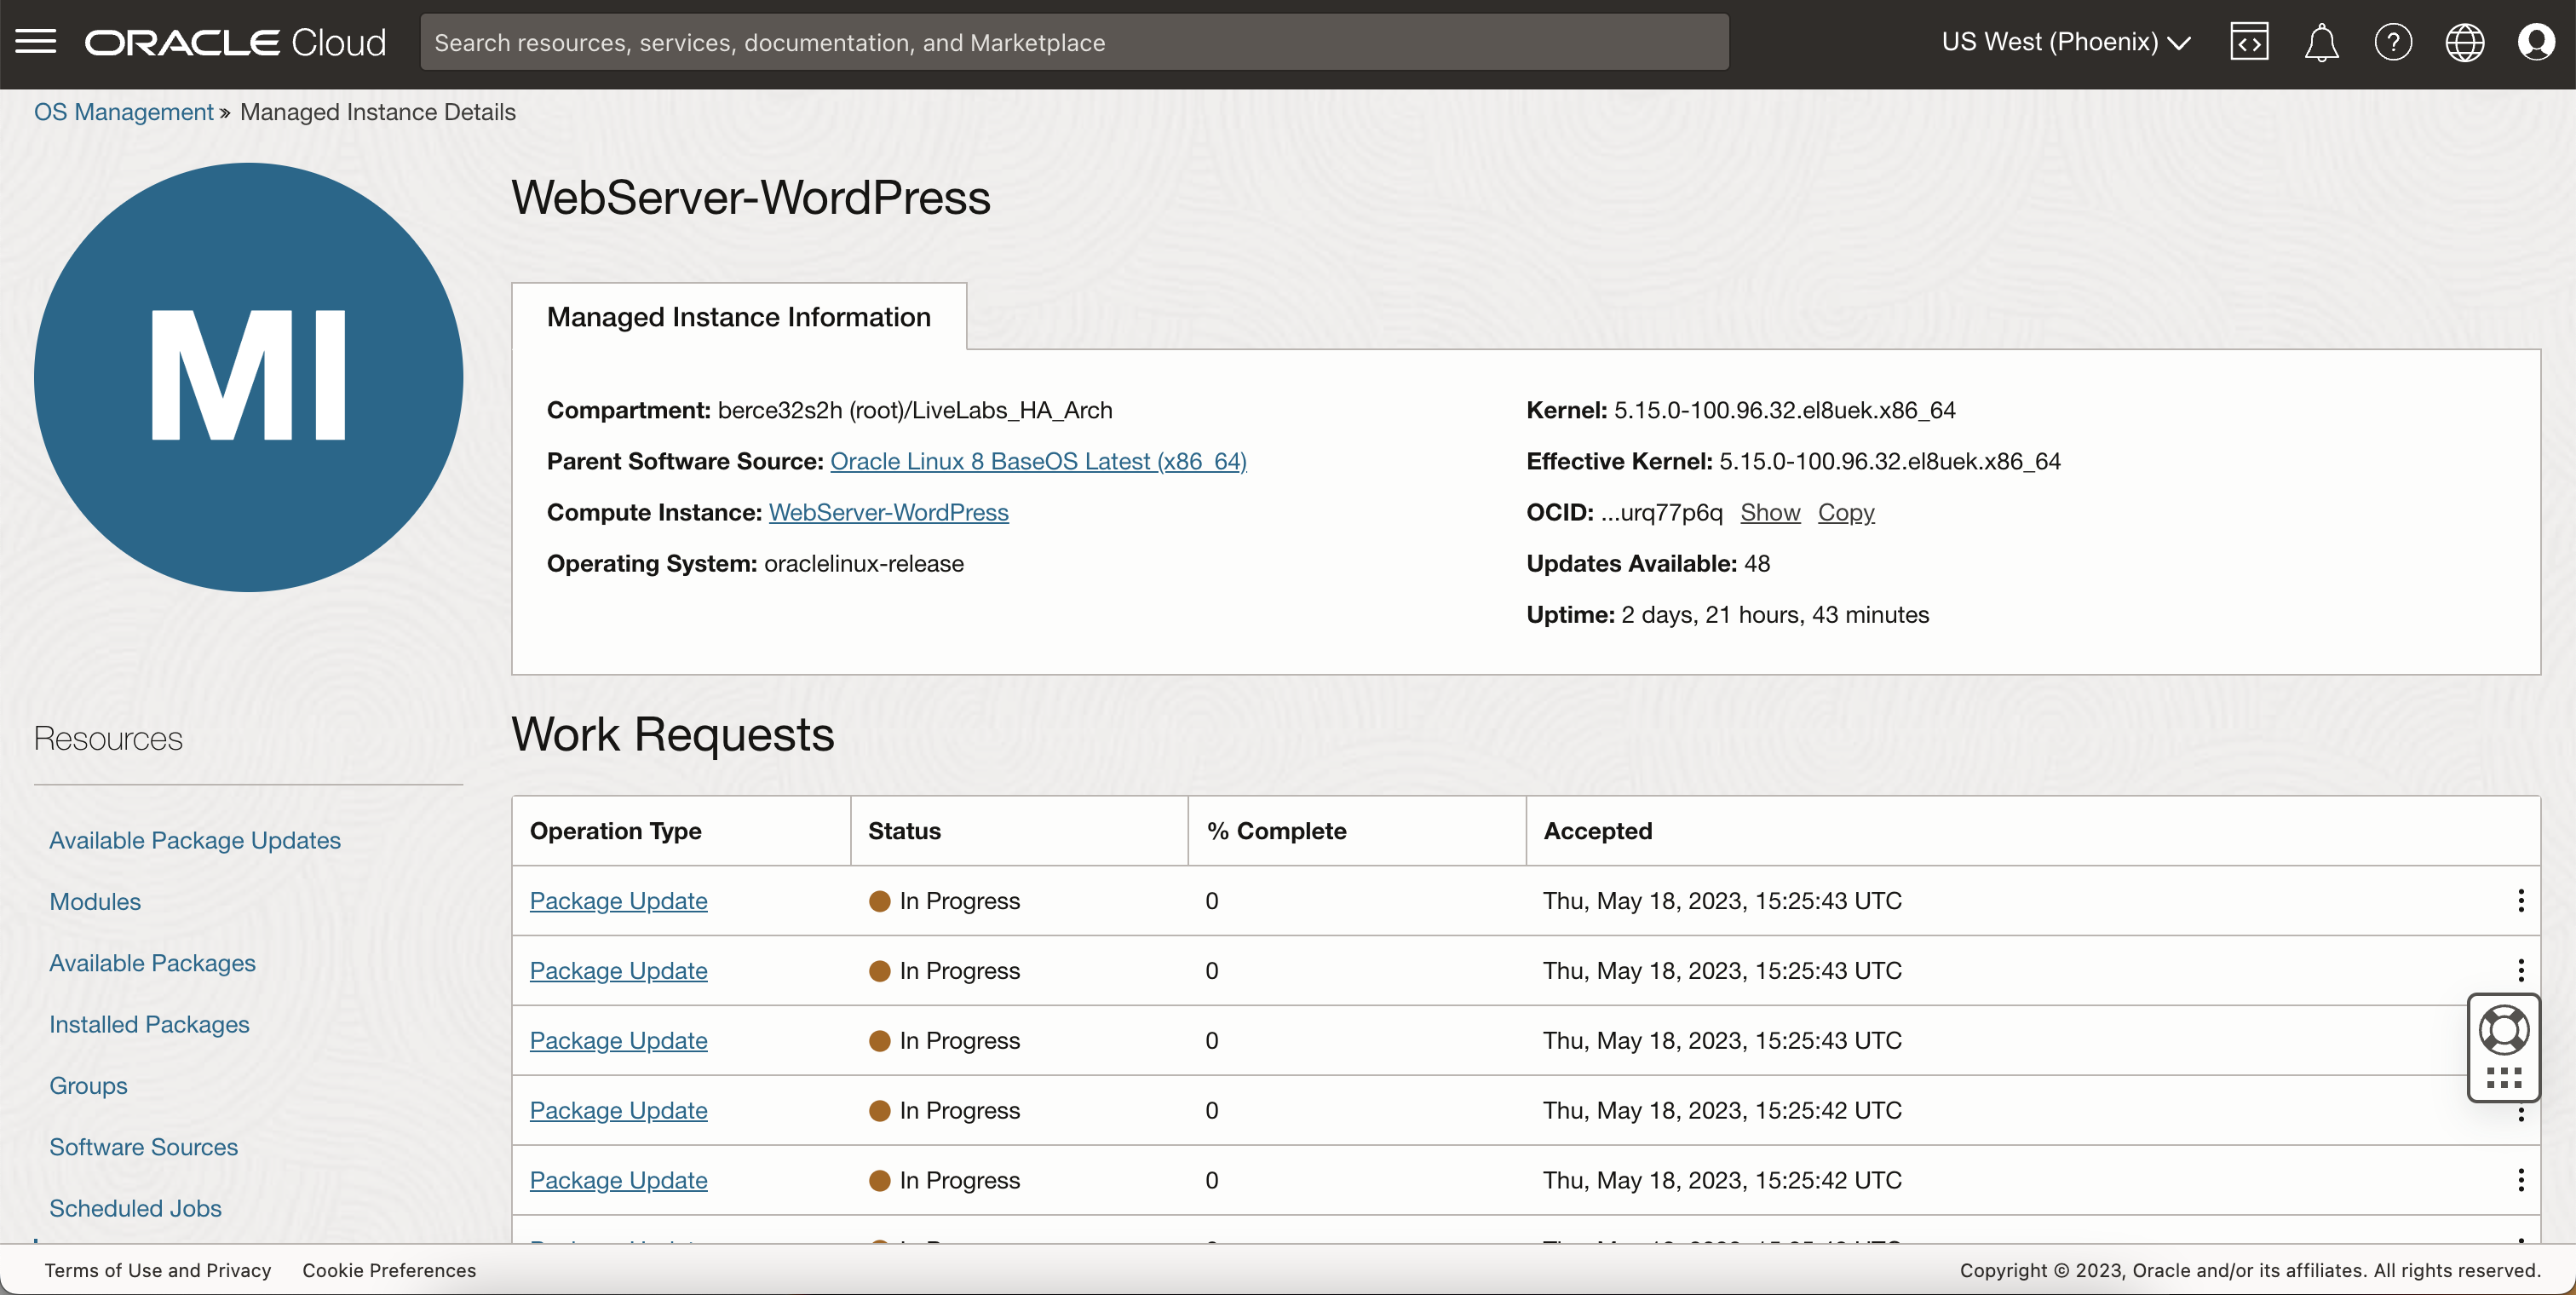 ORACLE Cloud
Search resources, services, documentation, and Marketplace
US West (Phoenix)
OS Management » Managed Instance Details
MI
WebServer-WordPress
Managed Instance Information
Compartment: berce32s2h (root)/LiveLabs_HA_Arch
Parent Software Source: Oracle Linux 8 BaseOS Latest (x86_64)
Compute Instance: WebServer-WordPress
Operating System: oraclelinux-release
Kernel: 5.15.0-100.96.32.el8uek.x86_64
Effective Kernel: 5.15.0-100.96.32.el8uek.x86_64
OCID: ...urq77p6q Show Copy
Updates Available: 48
Uptime: 2 days, 21 hours, 43 minutes
Resources
Available Package Updates
Modules
Available Packages
Installed Packages
Groups
Software Sources
Scheduled Jobs
Work Requests
Operation Type Status % Complete Accepted
Package Update In Progress 0 Thu, May 18, 2023, 15:25:43 UTC
Package Update In Progress 0 Thu, May 18, 2023, 15:25:43 UTC
Package Update In Progress 0 Thu, May 18, 2023, 15:25:43 UTC
Package Update In Progress 0 Thu, May 18, 2023, 15:25:42 UTC
Package Update In Progress 0 Thu, May 18, 2023, 15:25:42 UTC
Terms of Use and Privacy Cookie Preferences
Copyright © 2023, Oracle and/or its affiliates. All rights reserved.